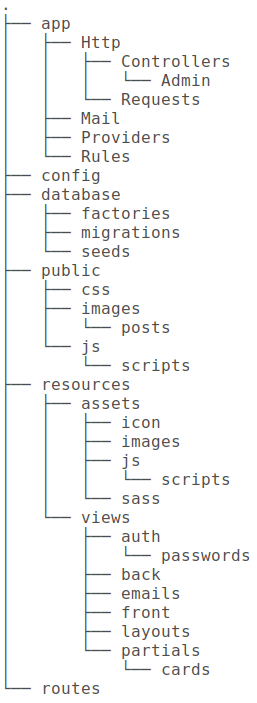 .
├── app
│   ├── Http
│   │   ├── Controllers
│   │   │   └── Admin
│   │   └── Requests
│   ├── Mail
│   ├── Providers
│   └── Rules
├── config
├── database
│   ├── factories
│   ├── migrations
│   └── seeds
├── public
│   ├── css
│   ├── images
│   │   └── posts
│   └── js
│       └── scripts
├── resources
│   ├── assets
│   │   ├── icon
│   │   ├── images
│   │   ├── js
│   │   │   └── scripts
│   │   └── sass
│   └── views
│       ├── auth
│       │   └── passwords
│       ├── back
│       ├── emails
│       ├── front
│       ├── layouts
│       └── partials
│           └── cards
└── routes